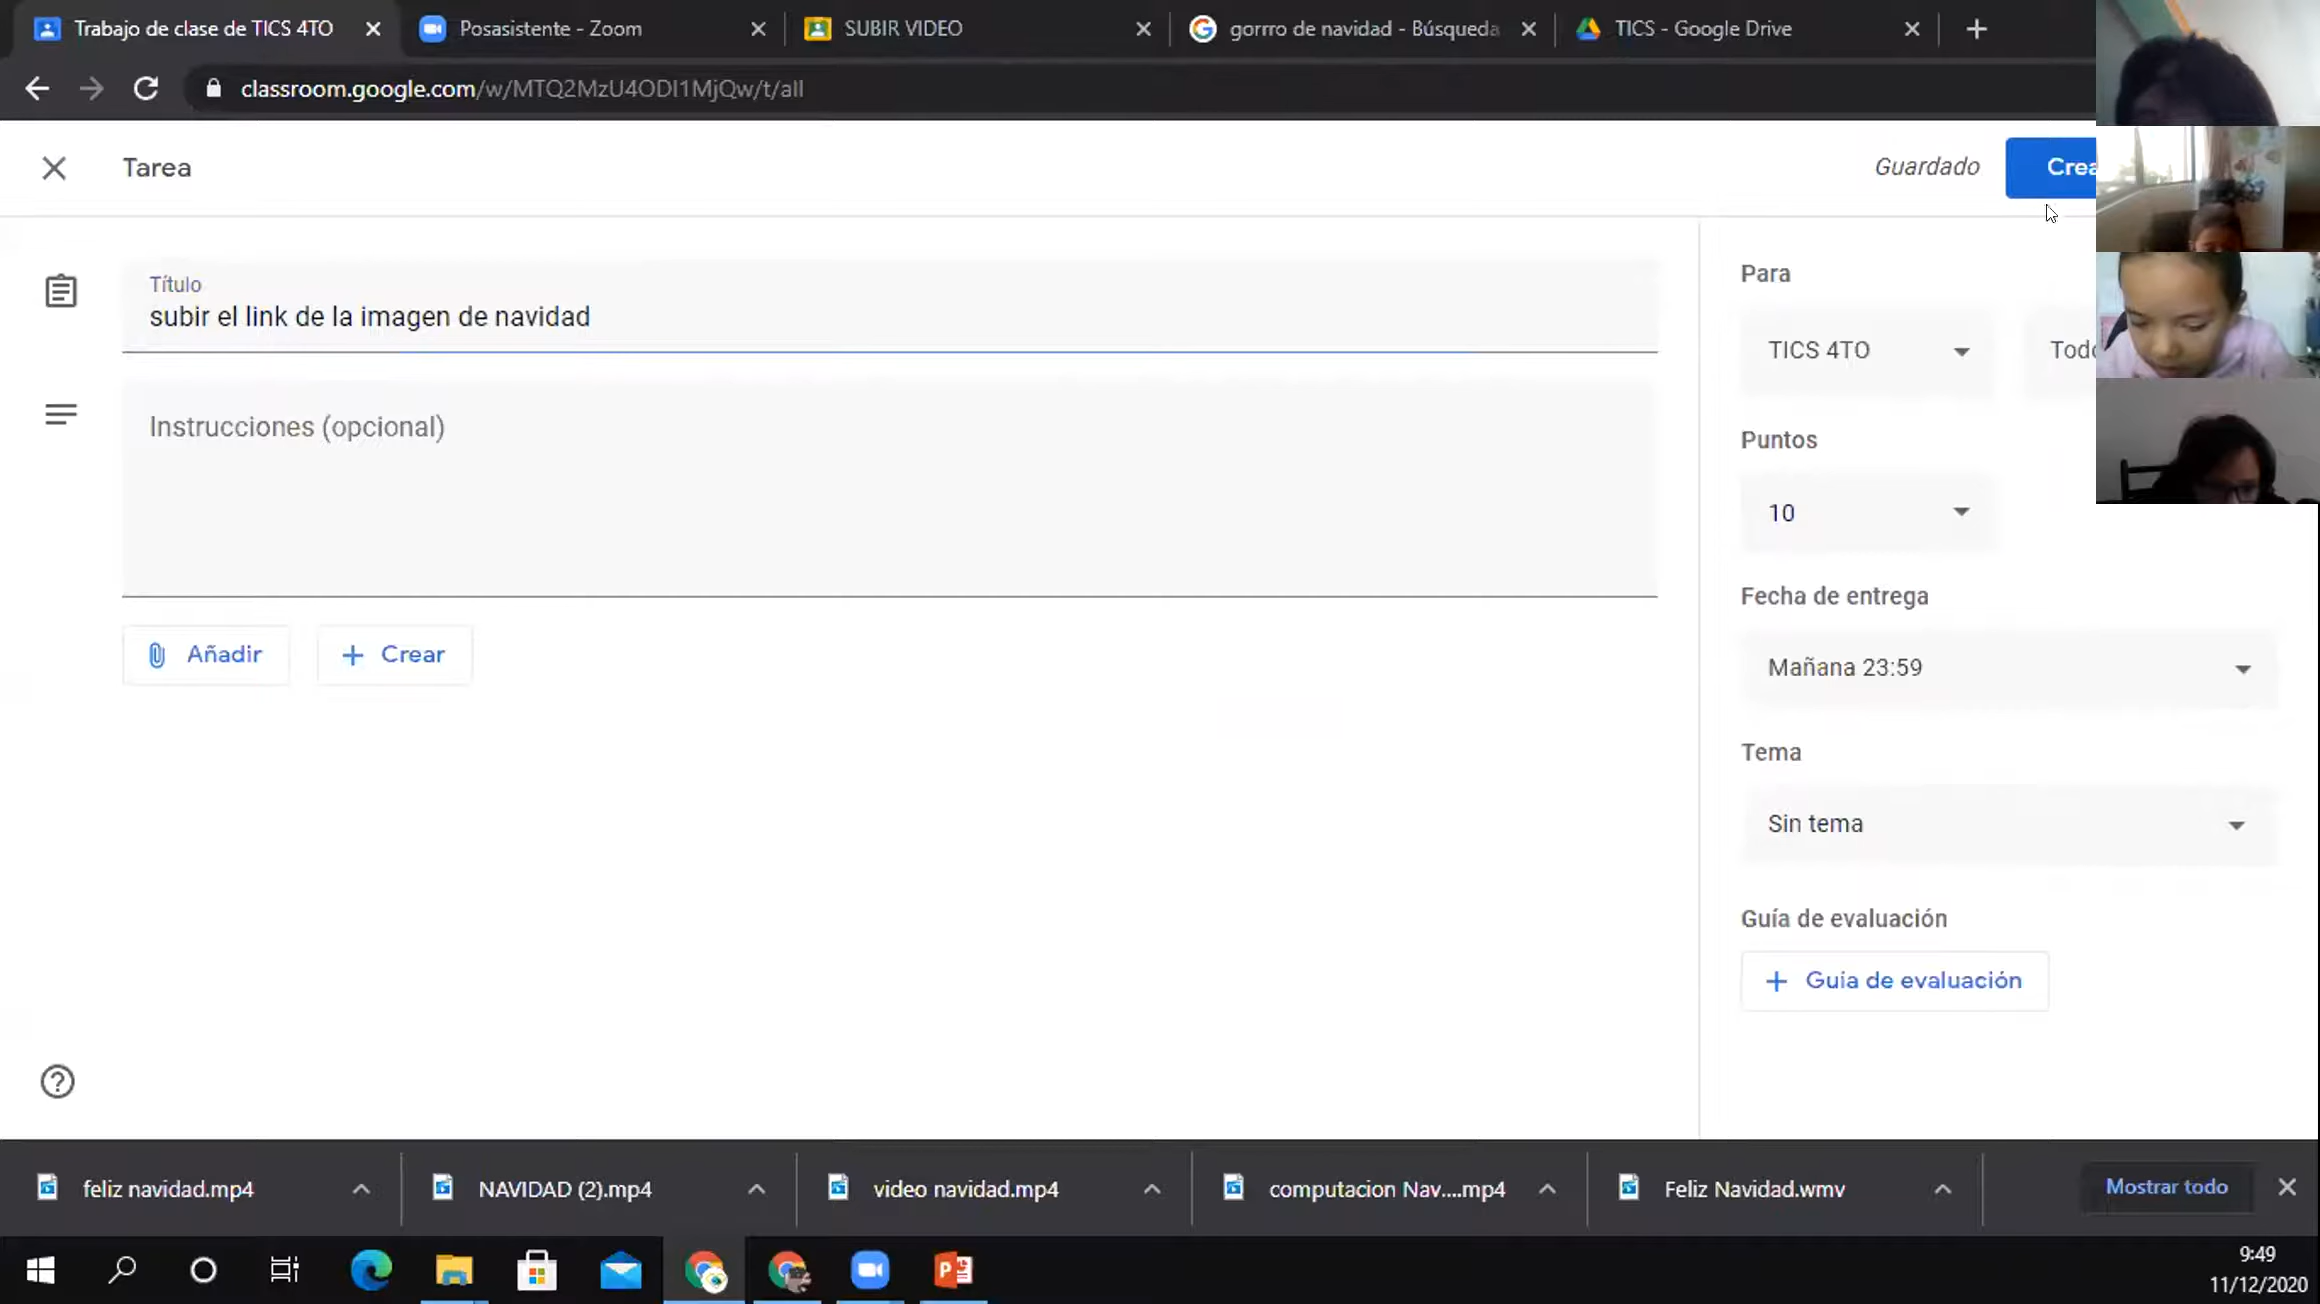 Trabajo de clase de TICS 4TO
Posasistente - Zoom
SUBIR VIDEO
gorrro de navidad - Búsqueda
TICS - Google Drive
classroom.google.com/w/MTQ2MzU4ODI1MjQw/t/all
Tarea
Guardado
Crea
Título
subir el link de la imagen de navidad
Instrucciones (opcional)
Añadir
Crear
Para
TICS 4TO
Todo
Puntos
10
Fecha de entrega
Mañana 23:59
Tema
Sin tema
Guía de evaluación
Guía de evaluación
feliz navidad.mp4
NAVIDAD (2).mp4
video navidad.mp4
computacion Nav....mp4
Feliz Navidad.wmv
Mostrar todo
9:49
11/12/2020